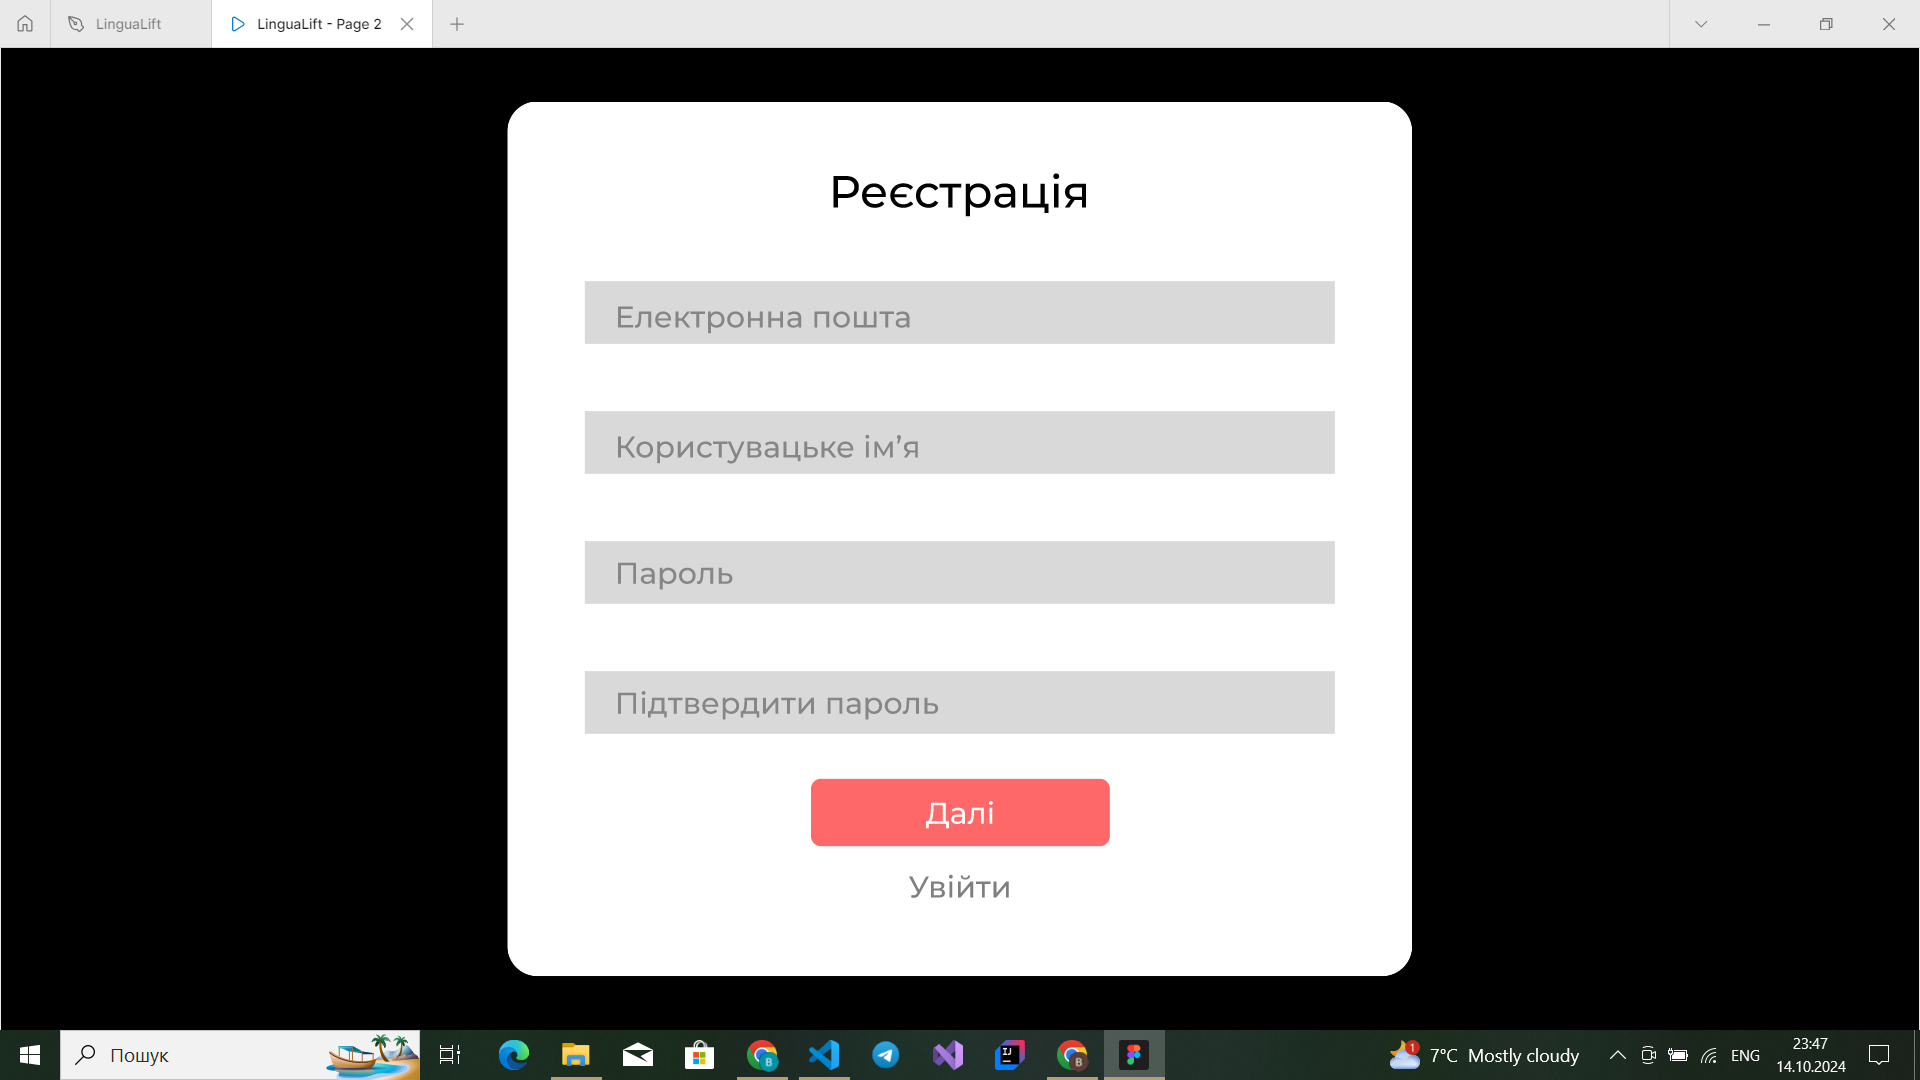 LinguaLift
LinguaLift - Page 2
Реєстрація
Електронна пошта
Користувацьке ім’я
Пароль
Підтвердити пароль
Далі
Увійти
Пошук
1
7°C Mostly cloudy
ENG
23:47
14.10.2024